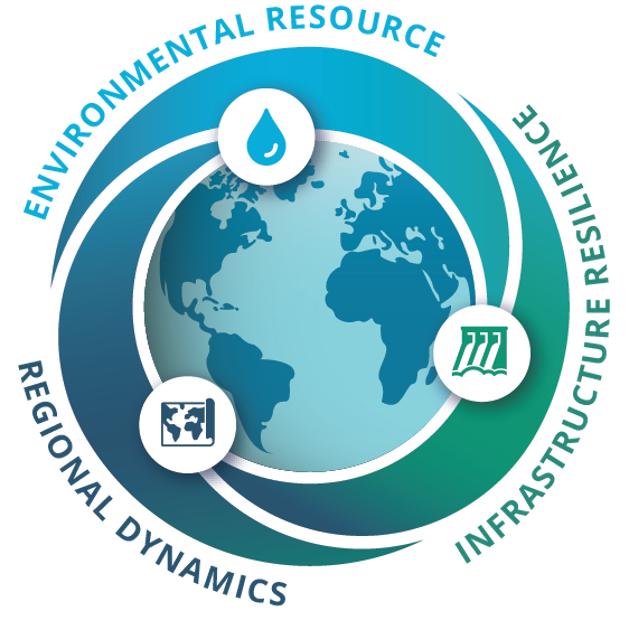 ENVIRONMENTAL RESOURCE
INFRASTRUCTURE RESILIENCE
REGIONAL DYNAMICS